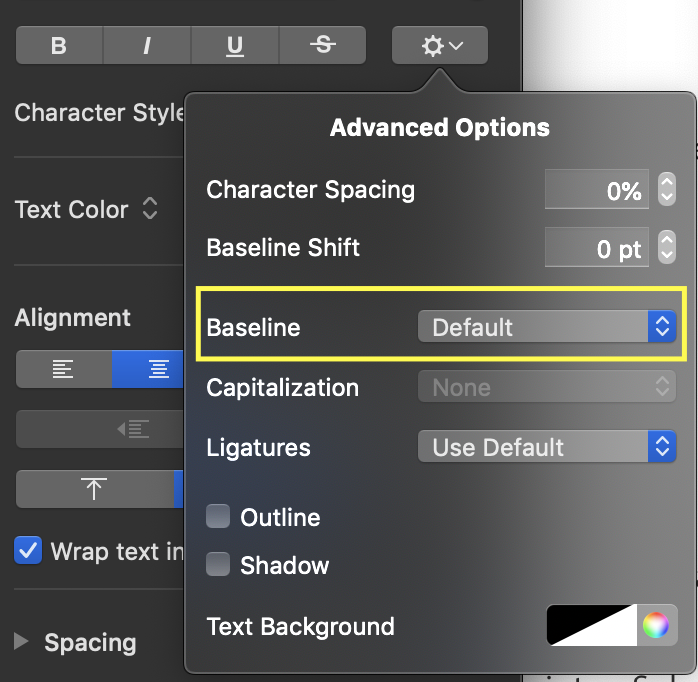 B I U S
Character Style
Advanced Options
Character Spacing 0%
Text Color
Baseline Shift 0 pt
Alignment
Baseline Default
Capitalization None
Ligatures Use Default
Outline
Wrap text in
Shadow
Text Background
Spacing